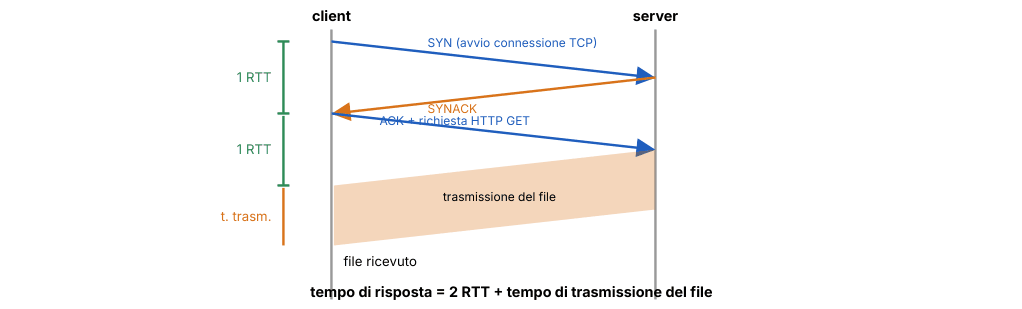 client
server
SYN (avvio connessione TCP)
1 RTT
SYNACK
ACK + richiesta HTTP GET
1 RTT
trasmissione del file
t. trasm.
file ricevuto
tempo di risposta = 2 RTT + tempo di trasmissione del file